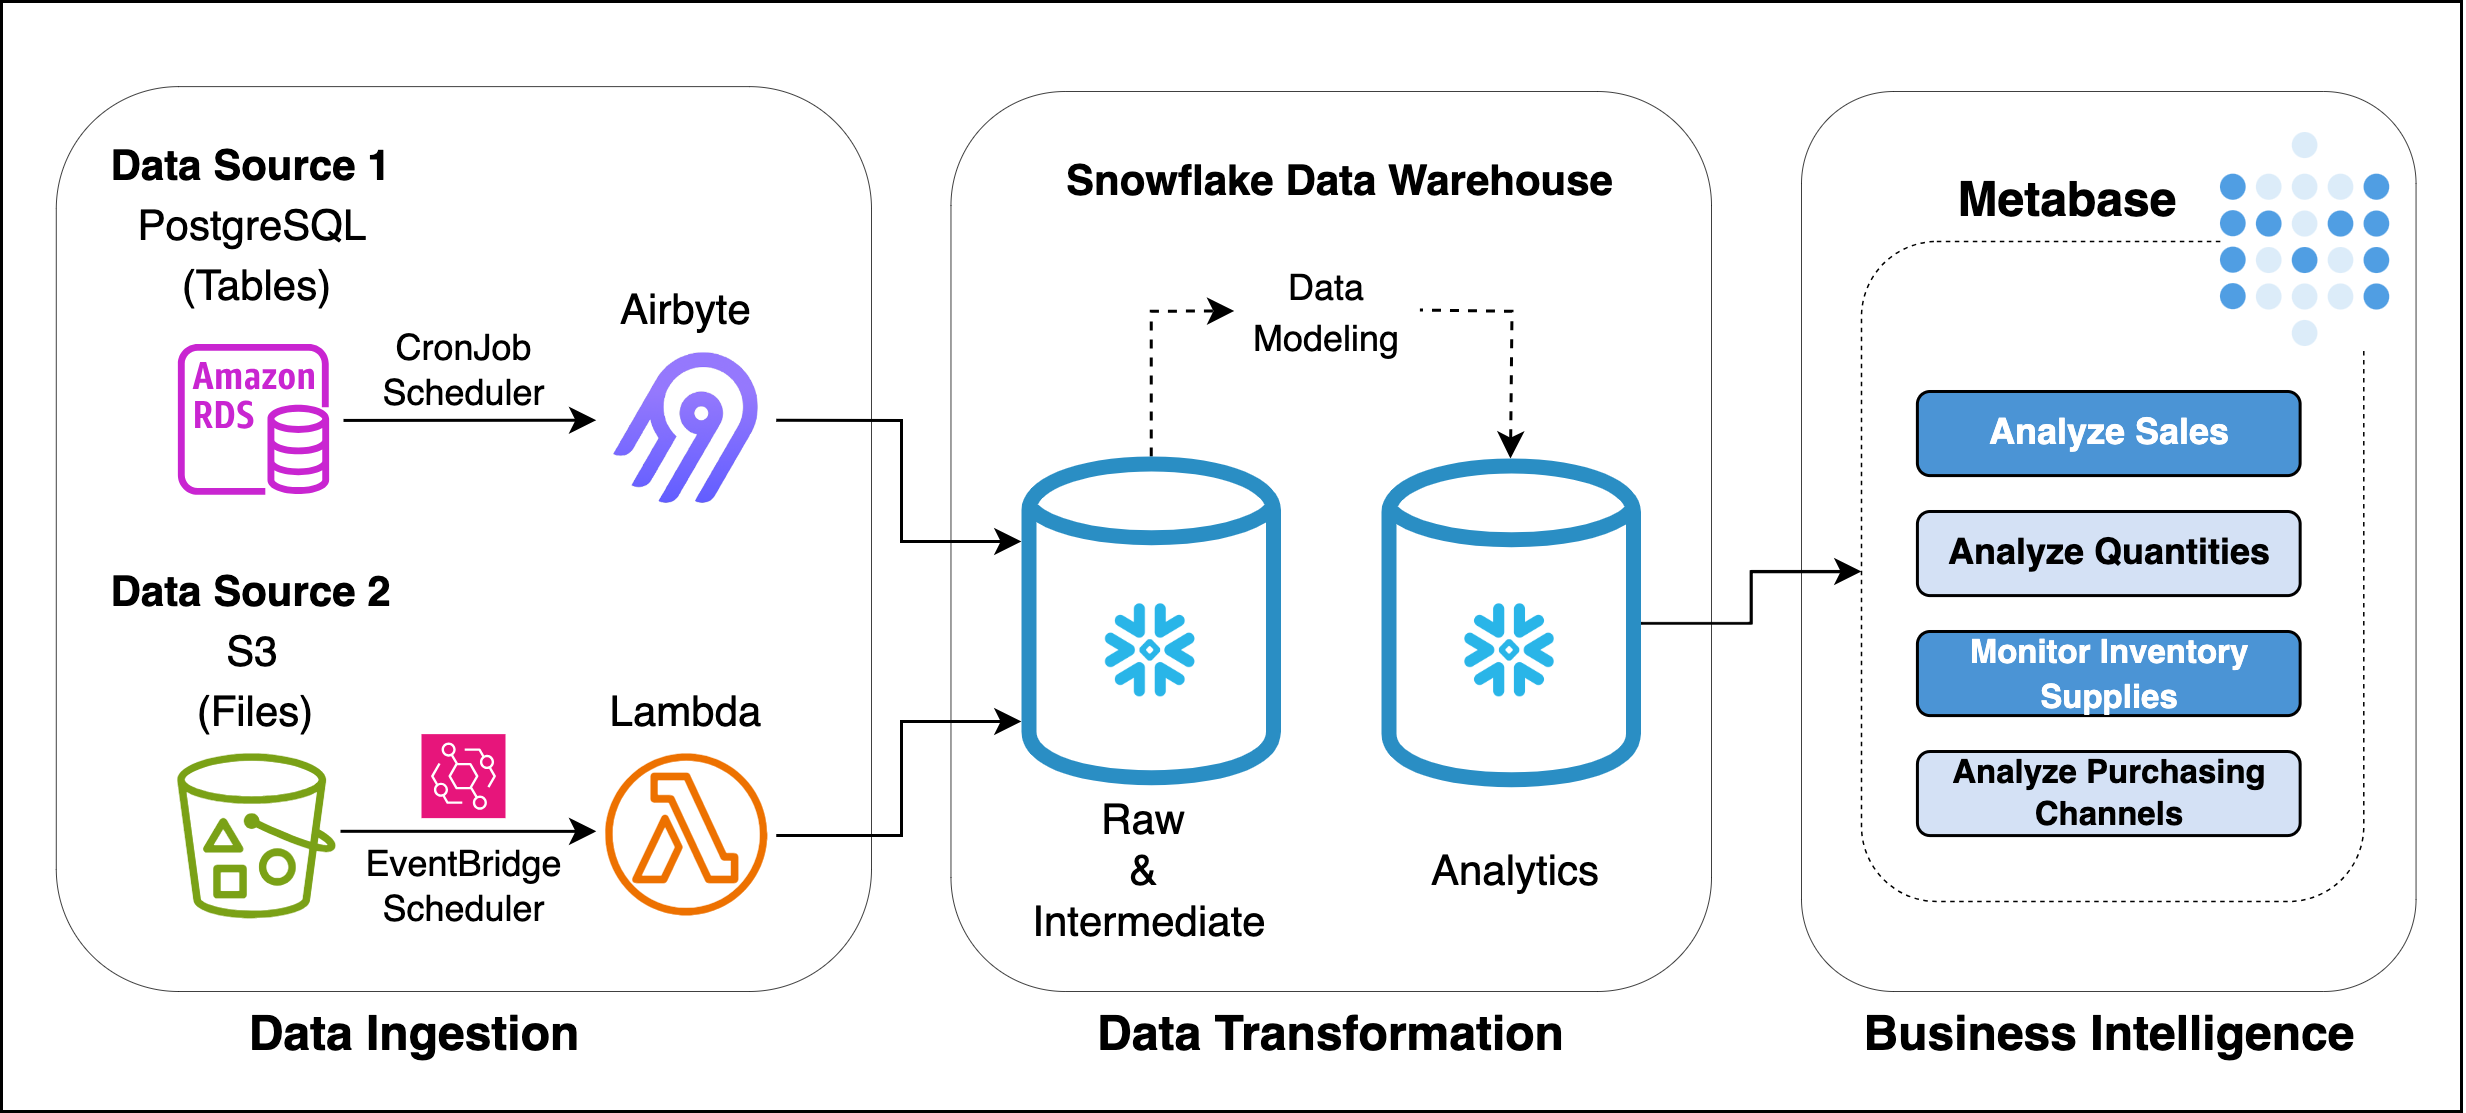 Data Source 1
PostgreSQL
(Tables)
Amazon
RDS
CronJob
Scheduler
Airbyte
Data Source 2
S3
(Files)
EventBridge
Scheduler
Lambda
Data Ingestion
Snowflake Data Warehouse
Data
Modeling
Raw
&
Intermediate
Analytics
Data Transformation
Metabase
Analyze Sales
Analyze Quantities
Monitor Inventory
Supplies
Analyze Purchasing
Channels
Business Intelligence